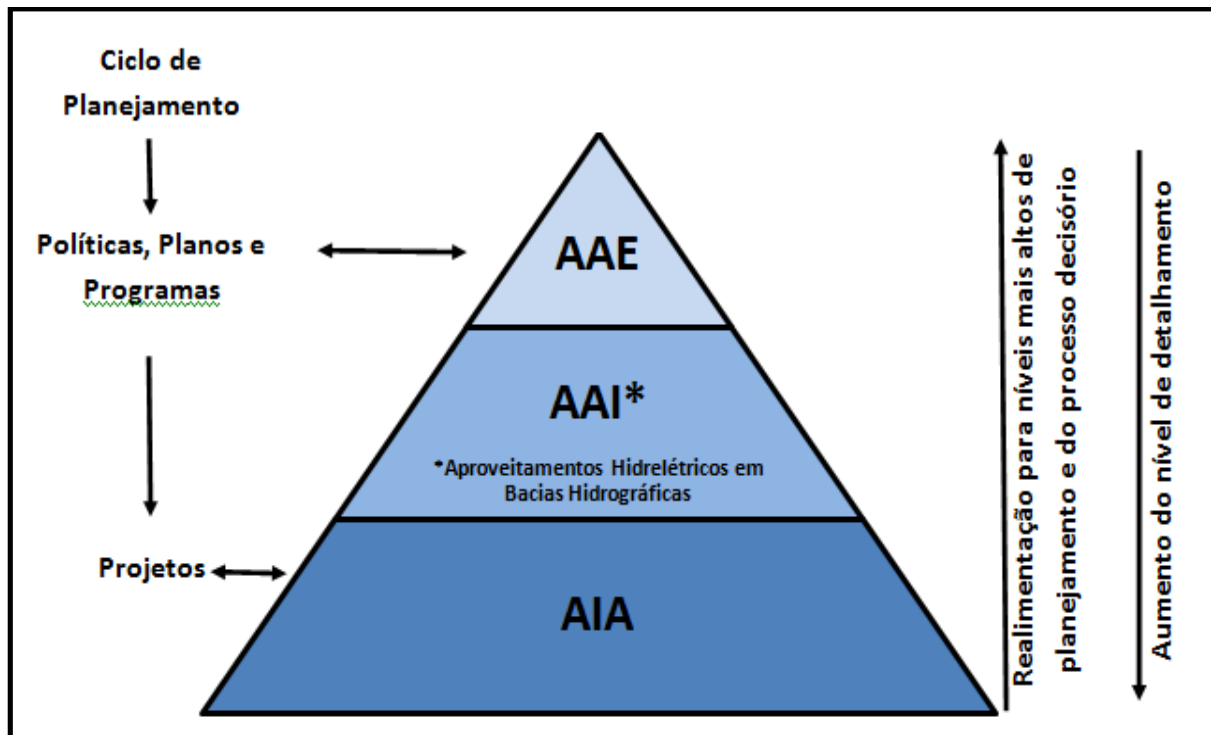 Ciclo de
Planejamento
Políticas, Planos e
Programas
Projetos
AAE
AAI*
*Aproveitamentos Hidrelétricos em
Bacias Hidrográficas
AIA
Realimentação para níveis mais altos de
planejamento e do processo decisório
Aumento do nível de detalhamento